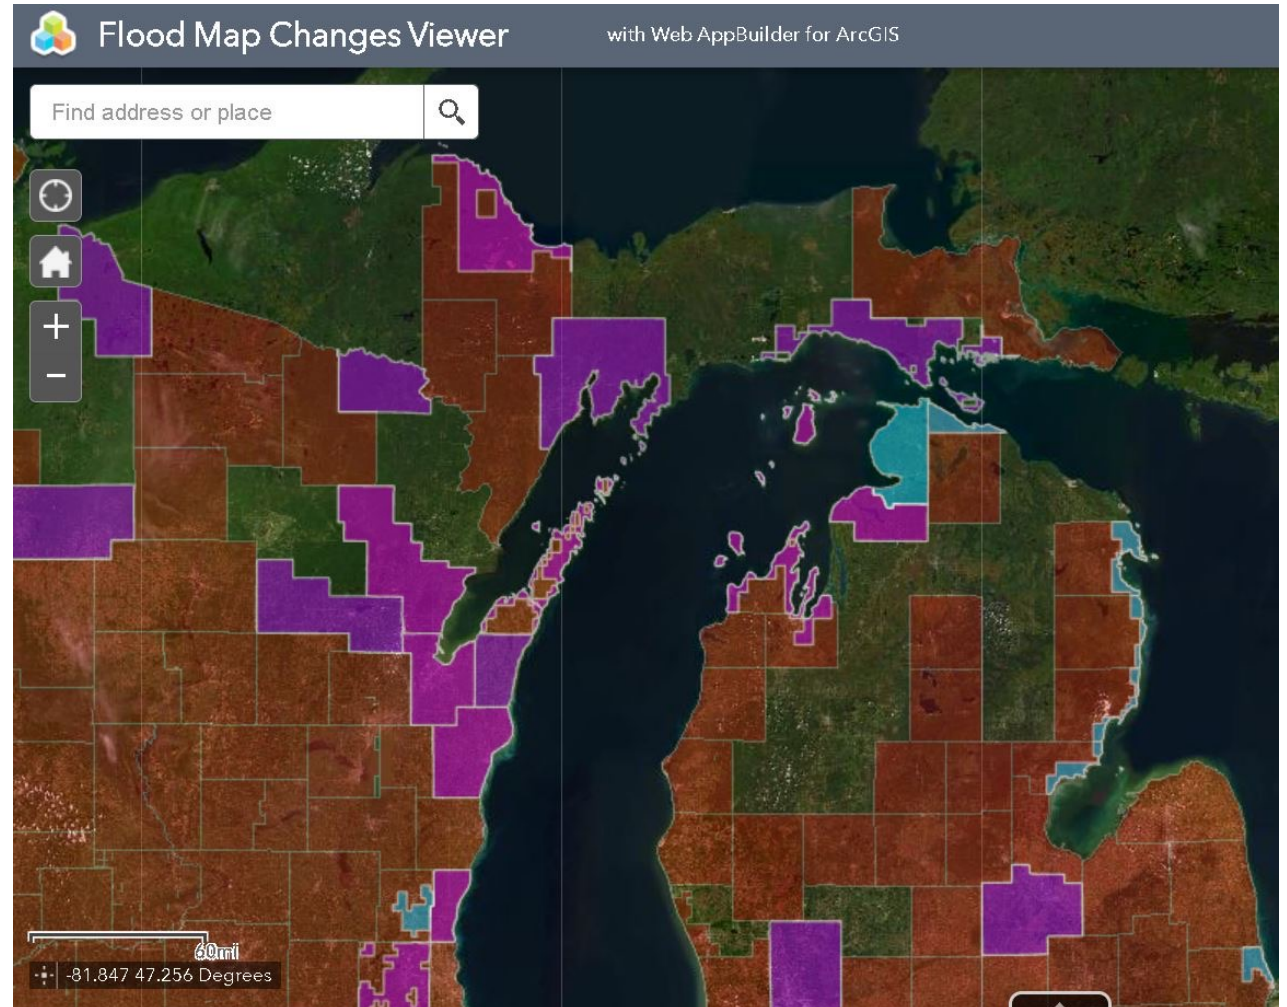 Flood Map Changes Viewer
with Web AppBuilder for ArcGIS
Find address or place
+
−
60mi
-81.847 47.256 Degrees